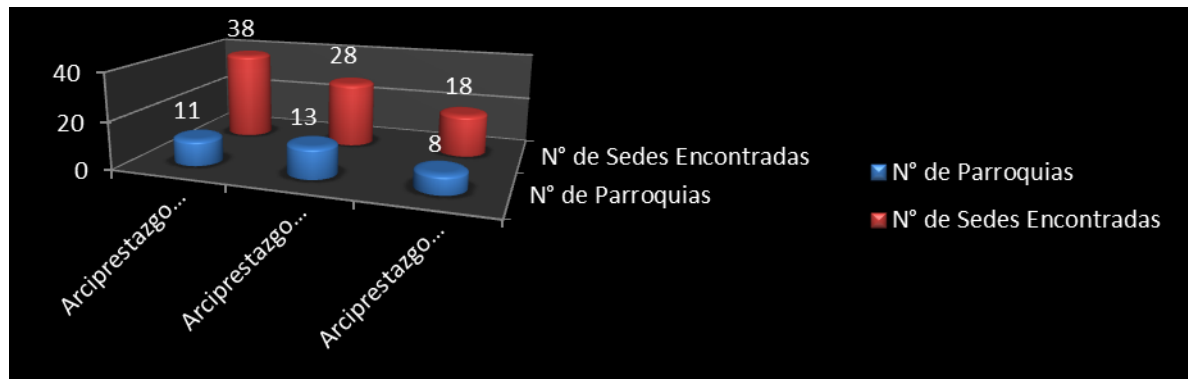 38
28
18
40
20
0
11
13
8
N° de Sedes Encontradas
N° de Parroquias
Arciprestazgo...
Arciprestazgo...
Arciprestazgo...
N° de Parroquias
N° de Sedes Encontradas